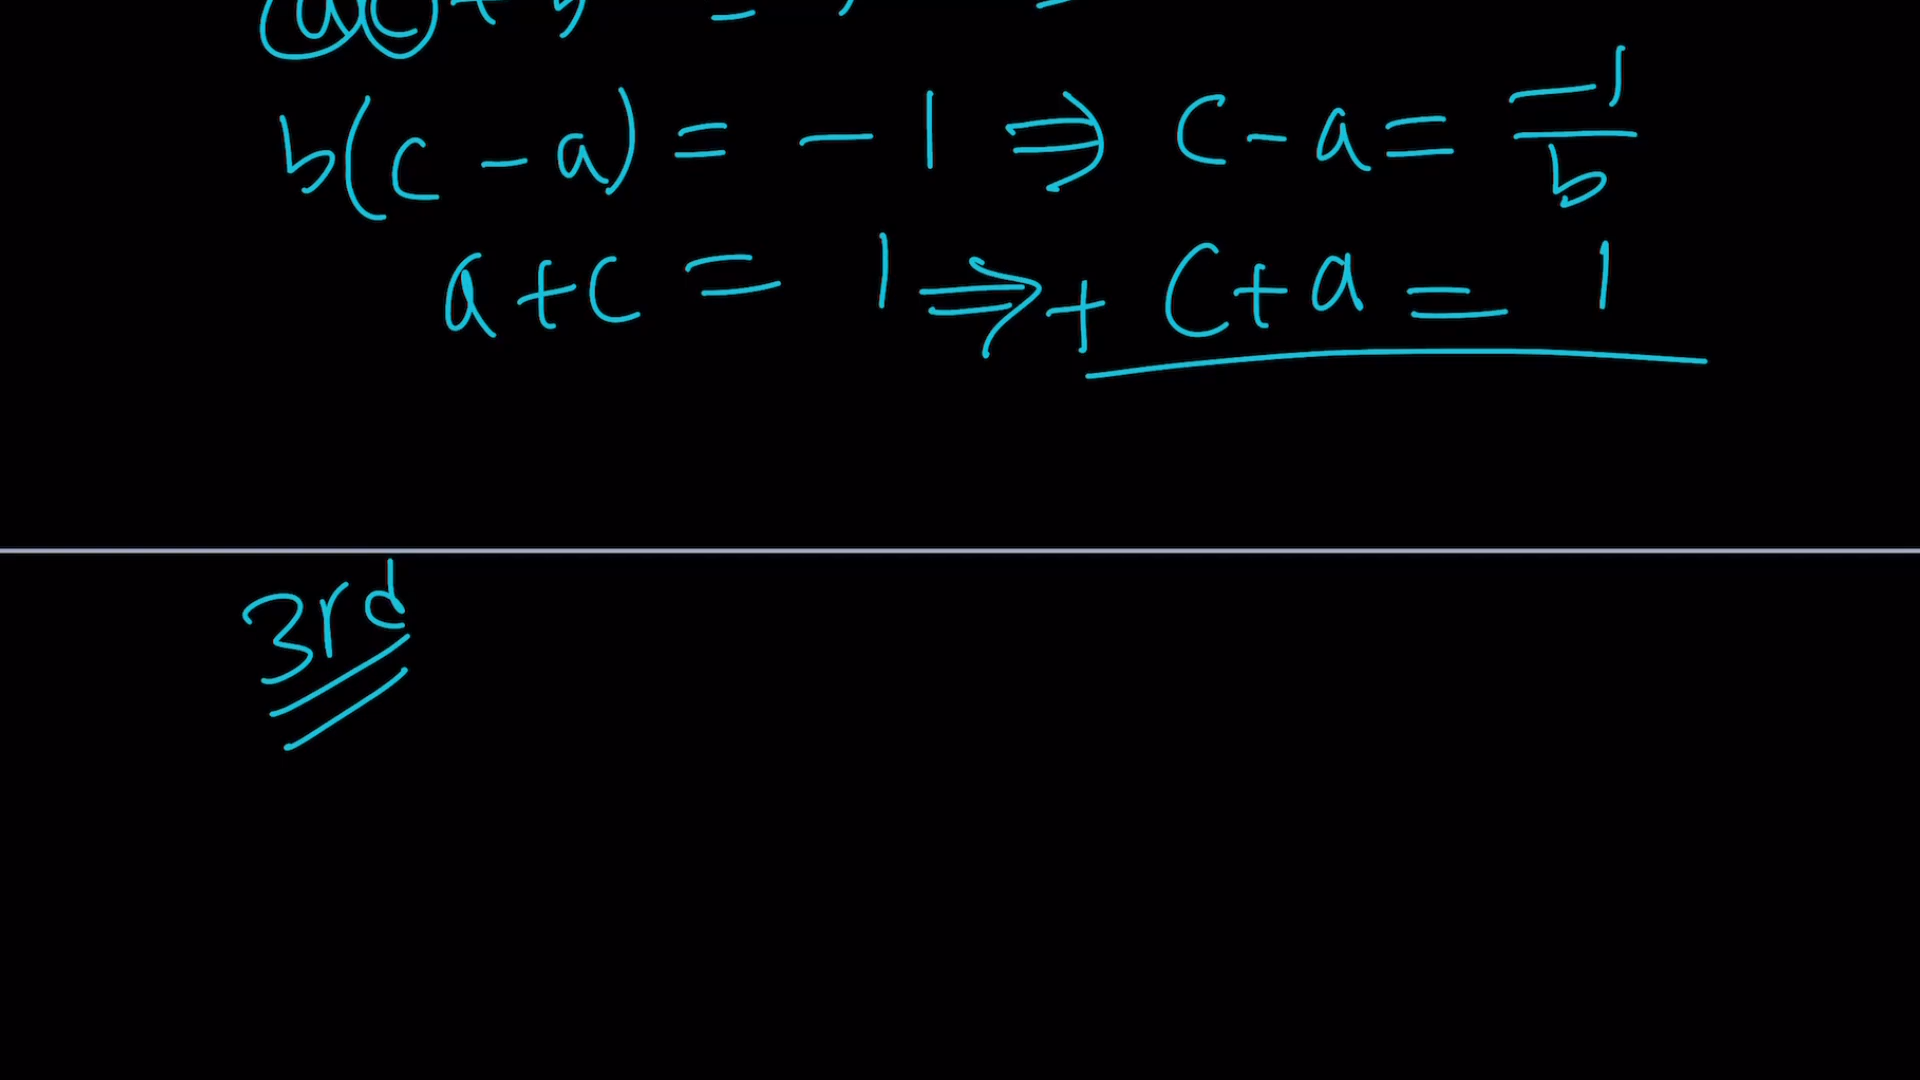 b(c - a) = - 1 ⇒ c - a = -1/b
a + c = 1 ⇒ + c + a = 1
3rd